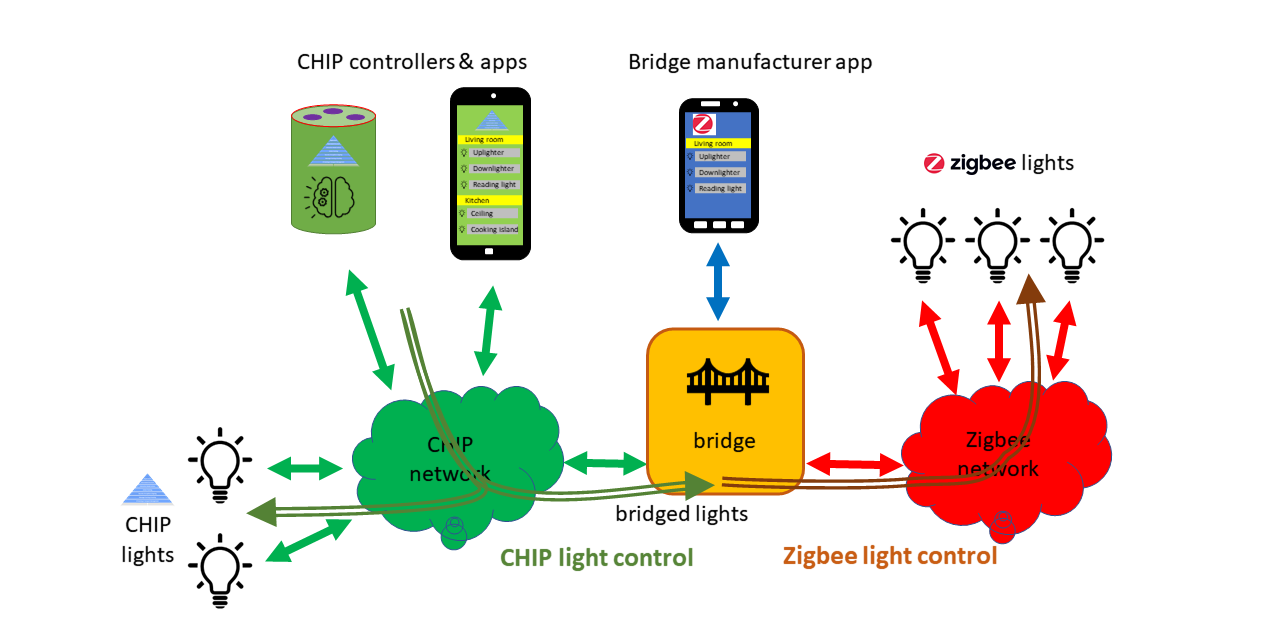 CHIP controllers & apps
Bridge manufacturer app
Living room
Uplighter
Downlighter
Reading light
Kitchen
Ceiling
Cooking island
Living room
Uplighter
Downlighter
Reading light
zigbee lights
CHIP
network
bridge
Zigbee
network
CHIP
lights
bridged lights
CHIP light control
Zigbee light control